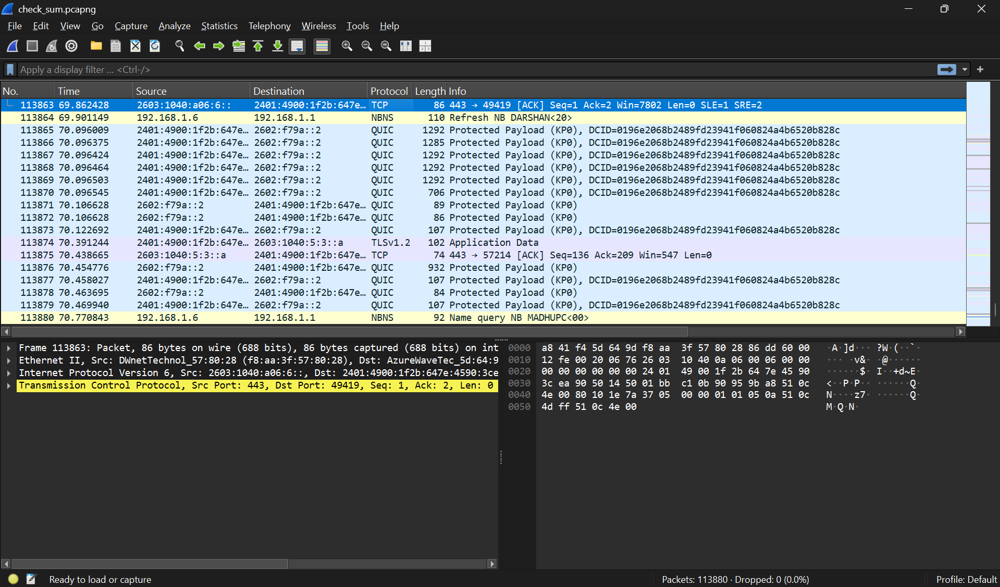 check_sum.pcapng
File Edit View Go Capture Analyze Statistics Telephony Wireless Tools Help
Apply a display filter ... <Ctrl-/>
No. Time Source Destination Protocol Length Info
113863 69.862428 2603:1040:a06:6:: 2401:4900:1f2b:647e... TCP 86 443 → 49419 [ACK] Seq=1 Ack=2 Win=7802 Len=0 SLE=1 SRE=2
113864 69.901149 192.168.1.6 192.168.1.1 NBNS 110 Refresh NB DARSHAN<20>
113865 70.096009 2401:4900:1f2b:647e... 2602:f79a::2 QUIC 1292 Protected Payload (KP0), DCID=0196e2068b2489fd23941f060824a4b6520b828c
113866 70.096375 2401:4900:1f2b:647e... 2602:f79a::2 QUIC 1285 Protected Payload (KP0), DCID=0196e2068b2489fd23941f060824a4b6520b828c
113867 70.096424 2401:4900:1f2b:647e... 2602:f79a::2 QUIC 1292 Protected Payload (KP0), DCID=0196e2068b2489fd23941f060824a4b6520b828c
113868 70.096464 2401:4900:1f2b:647e... 2602:f79a::2 QUIC 1292 Protected Payload (KP0), DCID=0196e2068b2489fd23941f060824a4b6520b828c
113869 70.096503 2401:4900:1f2b:647e... 2602:f79a::2 QUIC 1292 Protected Payload (KP0), DCID=0196e2068b2489fd23941f060824a4b6520b828c
113870 70.096545 2401:4900:1f2b:647e... 2602:f79a::2 QUIC 706 Protected Payload (KP0), DCID=0196e2068b2489fd23941f060824a4b6520b828c
113871 70.106628 2602:f79a::2 2401:4900:1f2b:647e... QUIC 89 Protected Payload (KP0)
113872 70.106628 2602:f79a::2 2401:4900:1f2b:647e... QUIC 86 Protected Payload (KP0)
113873 70.122692 2401:4900:1f2b:647e... 2602:f79a::2 QUIC 107 Protected Payload (KP0), DCID=0196e2068b2489fd23941f060824a4b6520b828c
113874 70.391244 2401:4900:1f2b:647e... 2603:1040:5:3::a TLSv1.2 102 Application Data
113875 70.438665 2603:1040:5:3::a 2401:4900:1f2b:647e... TCP 74 443 → 57214 [ACK] Seq=136 Ack=209 Win=547 Len=0
113876 70.454776 2602:f79a::2 2401:4900:1f2b:647e... QUIC 932 Protected Payload (KP0)
113877 70.458027 2401:4900:1f2b:647e... 2602:f79a::2 QUIC 107 Protected Payload (KP0), DCID=0196e2068b2489fd23941f060824a4b6520b828c
113878 70.463695 2602:f79a::2 2401:4900:1f2b:647e... QUIC 84 Protected Payload (KP0)
113879 70.469940 2401:4900:1f2b:647e... 2602:f79a::2 QUIC 107 Protected Payload (KP0), DCID=0196e2068b2489fd23941f060824a4b6520b828c
113880 70.770843 192.168.1.6 192.168.1.1 NBNS 92 Name query NB MADHUPC<00>
Frame 113863: Packet, 86 bytes on wire (688 bits), 86 bytes captured (688 bits) on int
Ethernet II, Src: DWnetTechnol_57:80:28 (f8:aa:3f:57:80:28), Dst: AzureWaveTec_5d:64:9
Internet Protocol Version 6, Src: 2603:1040:a06:6::, Dst: 2401:4900:1f2b:647e:4590:3ce
Transmission Control Protocol, Src Port: 443, Dst Port: 49419, Seq: 1, Ack: 2, Len: 0
0000 a8 41 f4 5d 64 9d f8 aa 3f 57 80 28 86 dd 60 00 ·A·]d··· ?W·(··`·
0010 12 fe 00 20 06 76 26 03 10 40 0a 06 00 06 00 00 ··· ·v&· ·@······
0020 00 00 00 00 00 00 24 01 49 00 1f 2b 64 7e 45 90 ······$· I··+d~E·
0030 3c ea 90 50 14 50 01 bb c1 0b 90 95 9b a8 51 0c <··P·P·· ······Q·
0040 4e 00 80 10 1e 7a 37 05 00 00 01 01 05 0a 51 0c N····z7· ······Q·
0050 4d ff 51 0c 4e 00 M·Q·N·
Ready to load or capture
Packets: 113880 · Dropped: 0 (0.0%)
Profile: Default